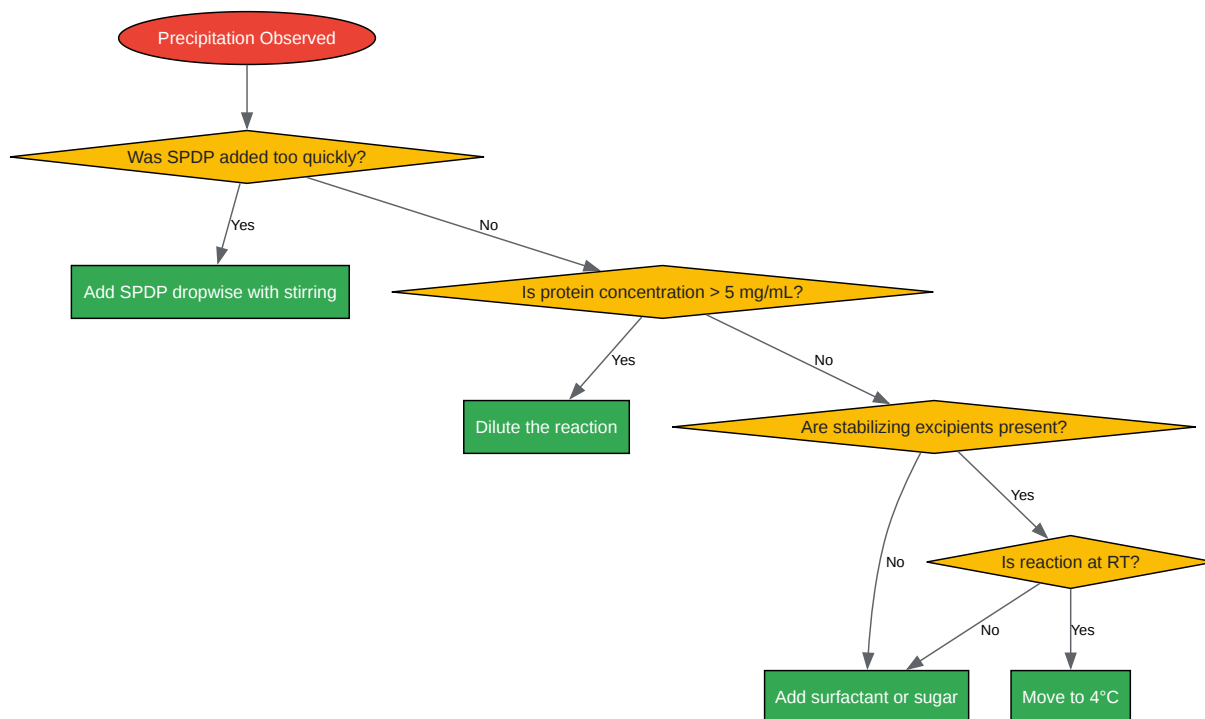 Precipitation Observed
Was SPDP added too quickly?
Yes
No
Add SPDP dropwise with stirring
Is protein concentration > 5 mg/mL?
Yes
No
Dilute the reaction
Are stabilizing excipients present?
Yes
No
Is reaction at RT?
No
Yes
Add surfactant or sugar
Move to 4°C